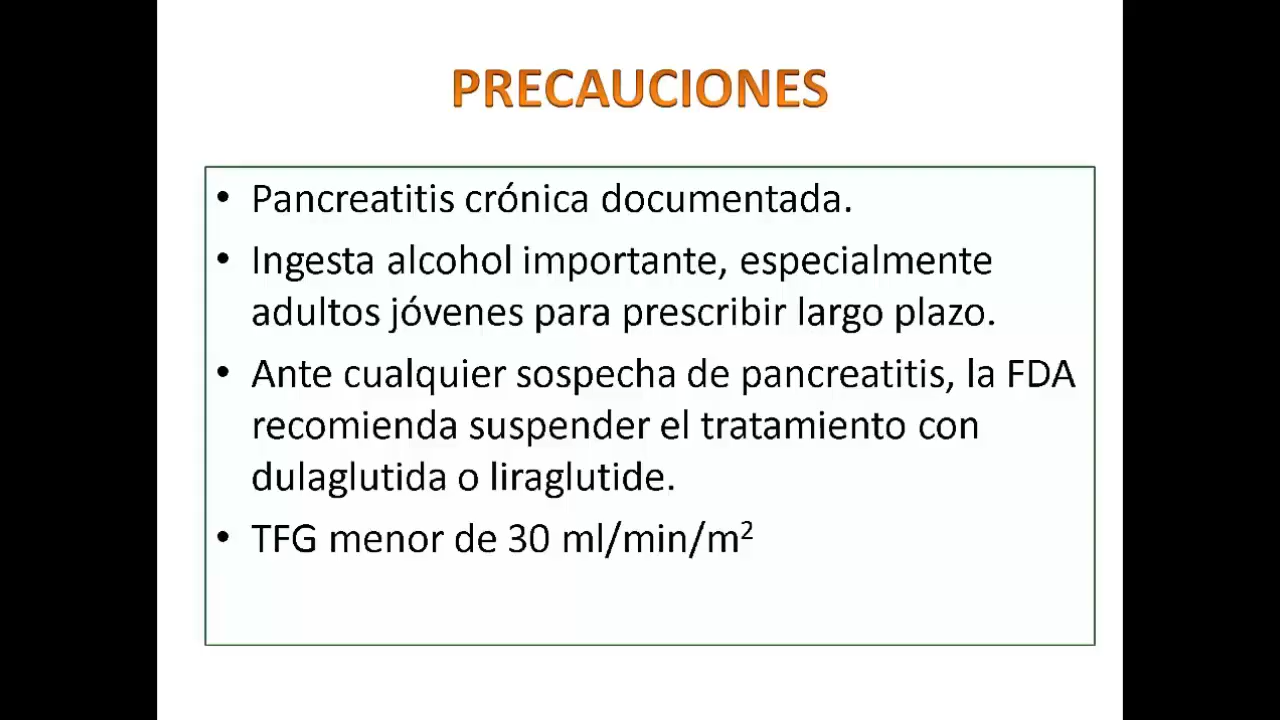 PRECAUCIONES
• Pancreatitis crónica documentada.
• Ingesta alcohol importante, especialmente
adultos jóvenes para prescribir largo plazo.
• Ante cualquier sospecha de pancreatitis, la FDA
recomienda suspender el tratamiento con
dulaglutida o liraglutide.
• TFG menor de 30 ml/min/m²